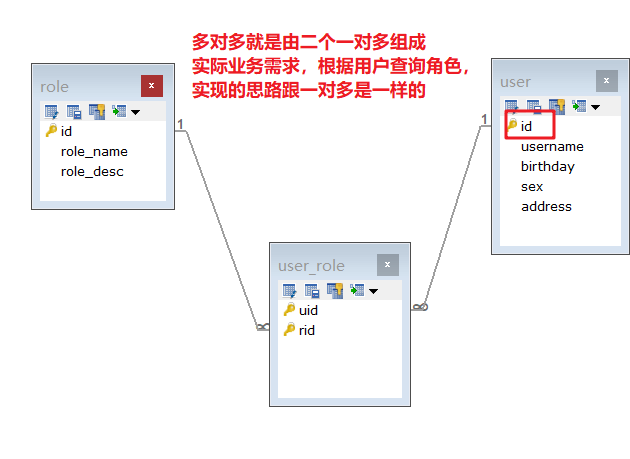 多对多就是由二个一对多组成
实际业务需求，根据用户查询角色，
实现的思路跟一对多是一样的
role
x
id
role_name
role_desc
1
user
x
id
username
birthday
sex
address
1
user_role
x
uid
rid
∞
∞